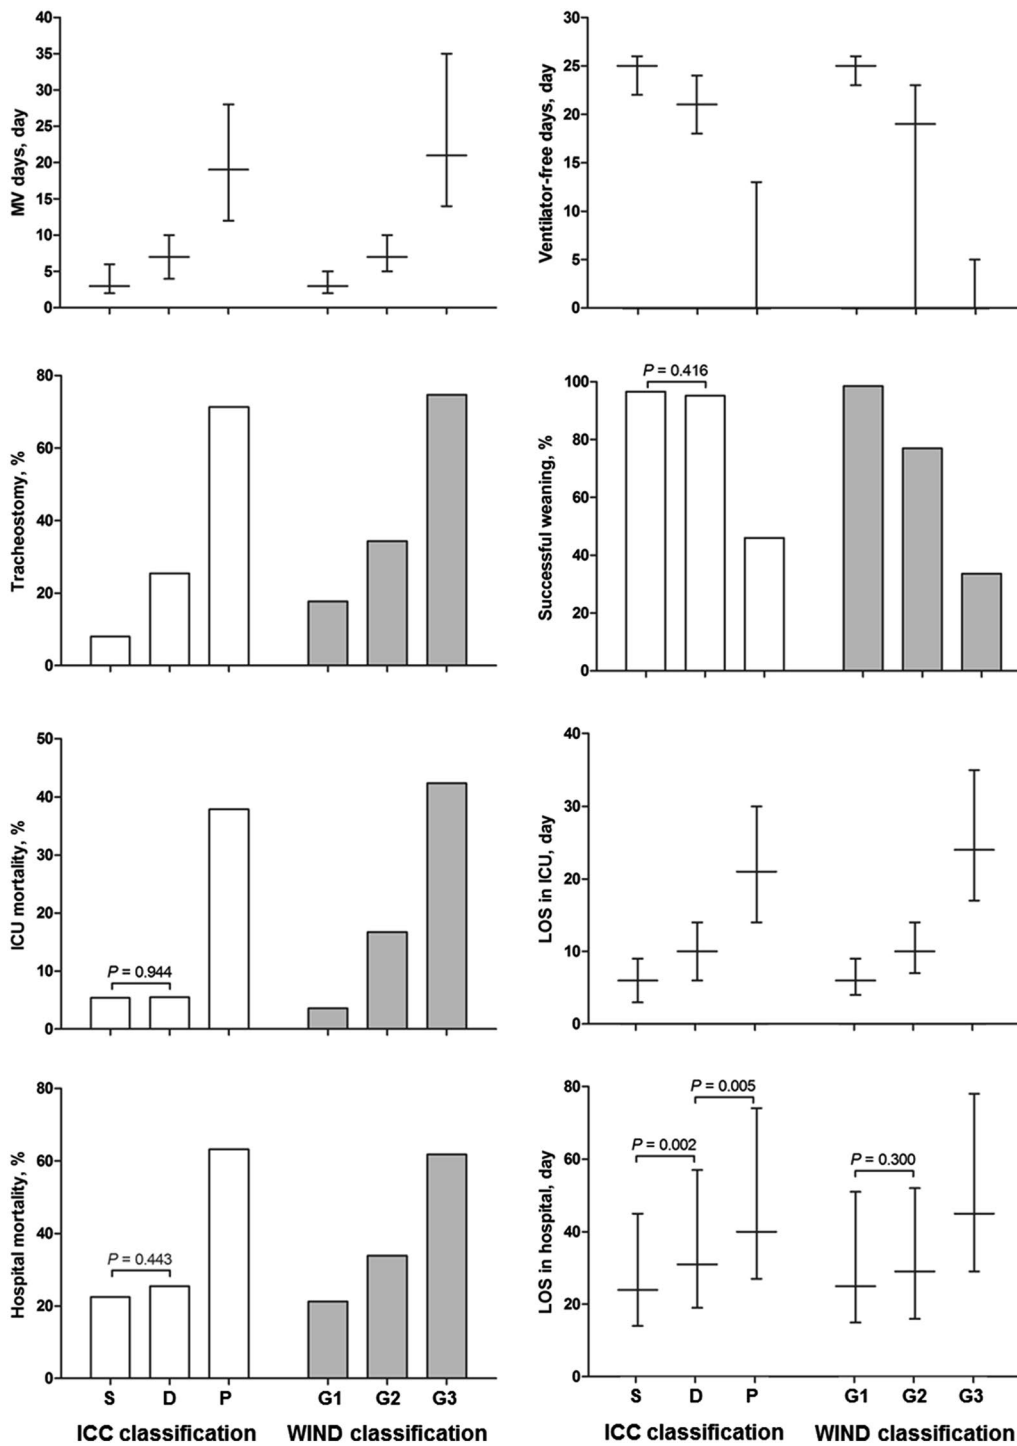 MV days, day
40
35
30
25
20
15
10
5
0
Ventilator-free days, day
30
25
20
15
10
5
0
Tracheostomy, %
80
60
40
20
0
Successful weaning, %
100
80
60
40
20
0
P = 0.416
ICU mortality, %
50
40
30
20
10
0
P = 0.944
LOS in ICU, day
40
30
20
10
0
Hospital mortality, %
80
60
40
20
0
P = 0.443
S D P G1 G2 G3
ICC classification WIND classification
LOS in hospital, day
80
60
40
20
0
P = 0.005
P = 0.002
P = 0.300
S D P G1 G2 G3
ICC classification WIND classification